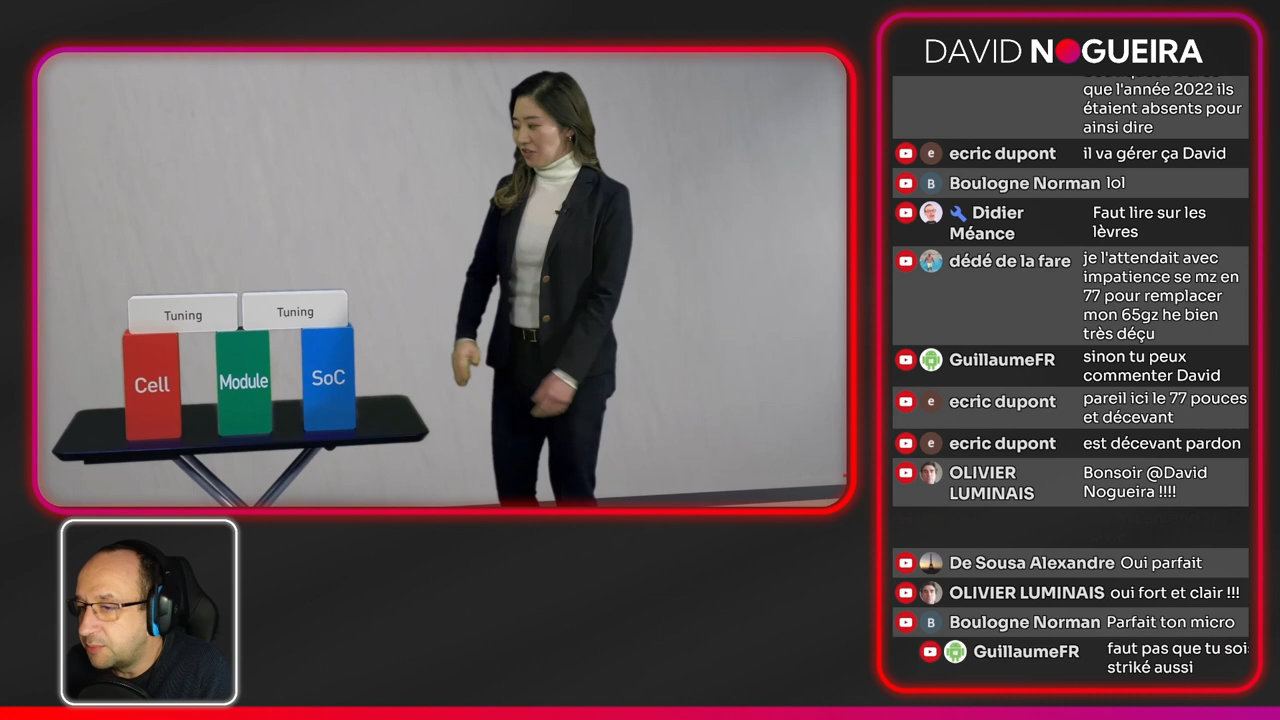 DAVID NOGUEIRA
que l'année 2022 ils
étaient absents pour
ainsi dire
e
ecric dupont
il va gérer ça David
B
Boulogne Norman
lol
Didier
Méance
Faut lire sur les
lèvres
dédé de la fare
je l'attendait avec
impatience se mz en
77 pour remplacer
mon 65gz he bien
très déçu
GuillaumeFR
sinon tu peux
commenter David
e
ecric dupont
pareil ici le 77 pouces
et décevant
e
ecric dupont
est décevant pardon
OLIVIER
LUMINAIS
Bonsoir @David
Nogueira !!!!
De Sousa Alexandre
Oui parfait
OLIVIER LUMINAIS
oui fort et clair !!!
B
Boulogne Norman
Parfait ton micro
GuillaumeFR
faut pas que tu sois
striké aussi
Tuning
Tuning
Cell
Module
SoC